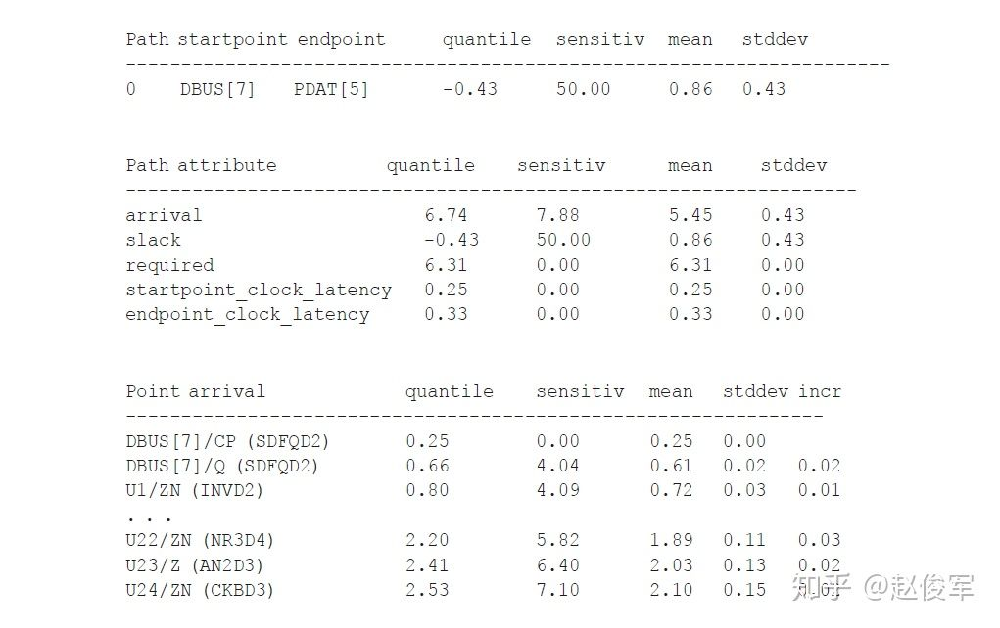 Path startpoint endpoint quantile sensitiv mean stddev
--------------------------------------------------------------------
0 DBUS[7] PDAT[5] -0.43 50.00 0.86 0.43
Path attribute quantile sensitiv mean stddev
-----------------------------------------------------------------
arrival 6.74 7.88 5.45 0.43
slack -0.43 50.00 0.86 0.43
required 6.31 0.00 6.31 0.00
startpoint_clock_latency 0.25 0.00 0.25 0.00
endpoint_clock_latency 0.33 0.00 0.33 0.00
Point arrival quantile sensitiv mean stddev incr
--------------------------------------------------------------
DBUS[7]/CP (SDFQD2) 0.25 0.00 0.25 0.00
DBUS[7]/Q (SDFQD2) 0.66 4.04 0.61 0.02 0.02
U1/ZN (INVD2) 0.80 4.09 0.72 0.03 0.01
. . .
U22/ZN (NR3D4) 2.20 5.82 1.89 0.11 0.03
U23/Z (AN2D3) 2.41 6.40 2.03 0.13 0.02
U24/ZN (CKBD3) 2.53 7.10 2.10 0.15
知乎 @赵俊军